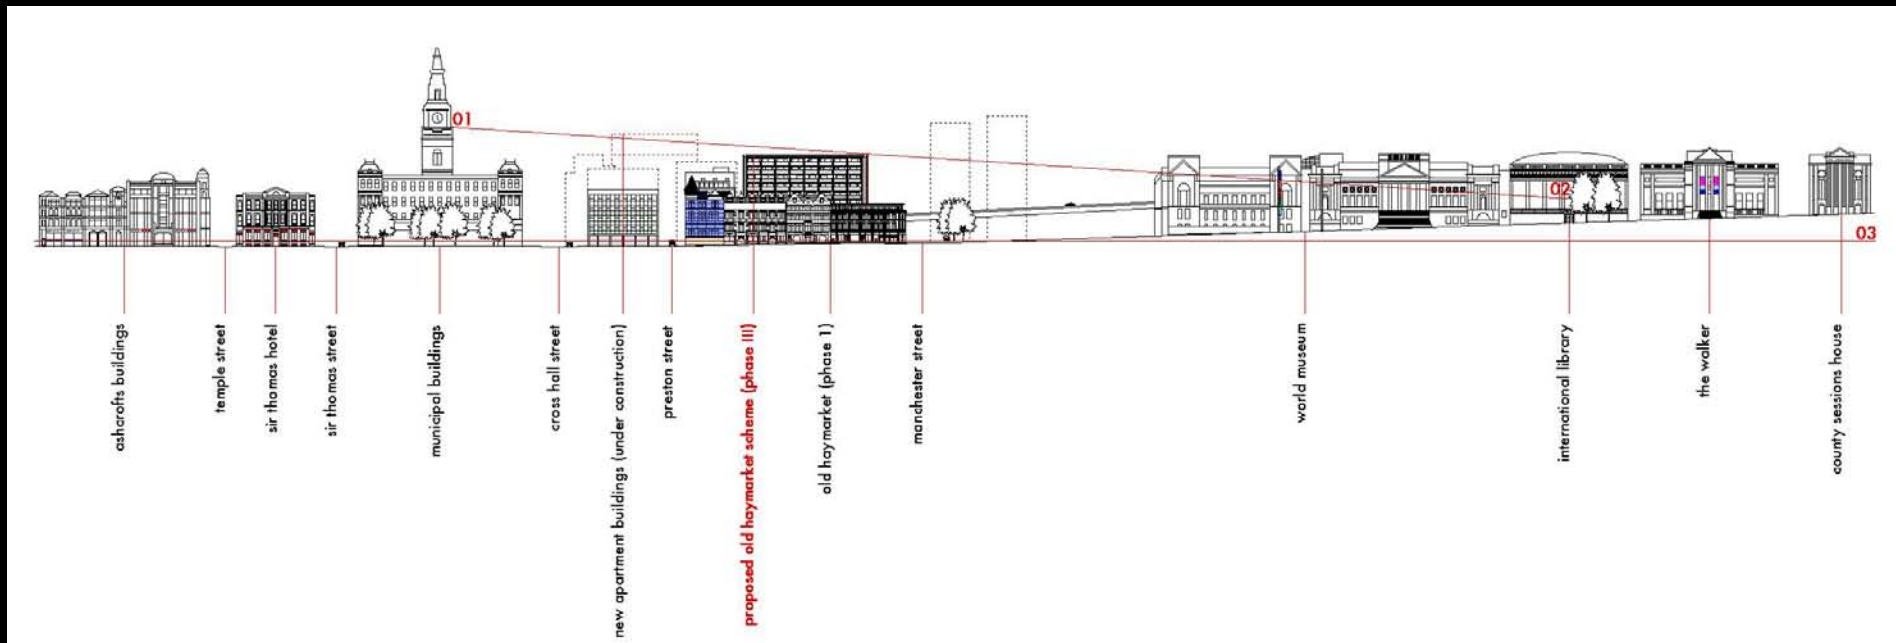 01
02
03
ashcrofts buildings
temple street
sir thomas hotel
sir thomas street
municipal buildings
cross hall street
new apartment buildings (under construction)
preston street
proposed old haymarket scheme (phase III)
old haymarket (phase 1)
manchester street
world museum
international library
the walker
county sessions house